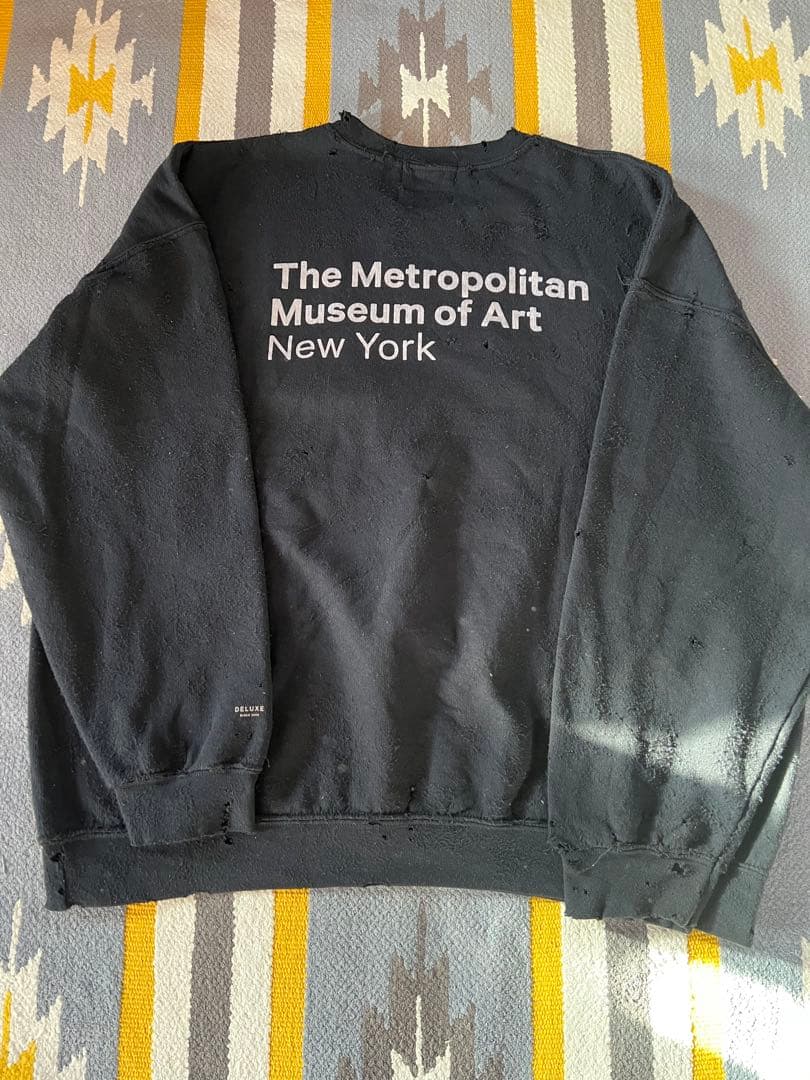 The Metropolitan
Museum of Art
New York
DELUXE